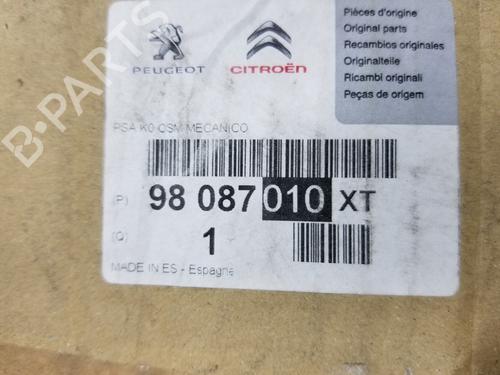 PEUGEOT
CITROËN
Pièces d'origine
Original parts
Recambios originales
Originalteile
Ricambi originali
Peças de origem
PSA K0 CSM MECANICO
(P) 98 087 010 XT
(Q) 1
MADE IN ES - Espagne
B-PARTS